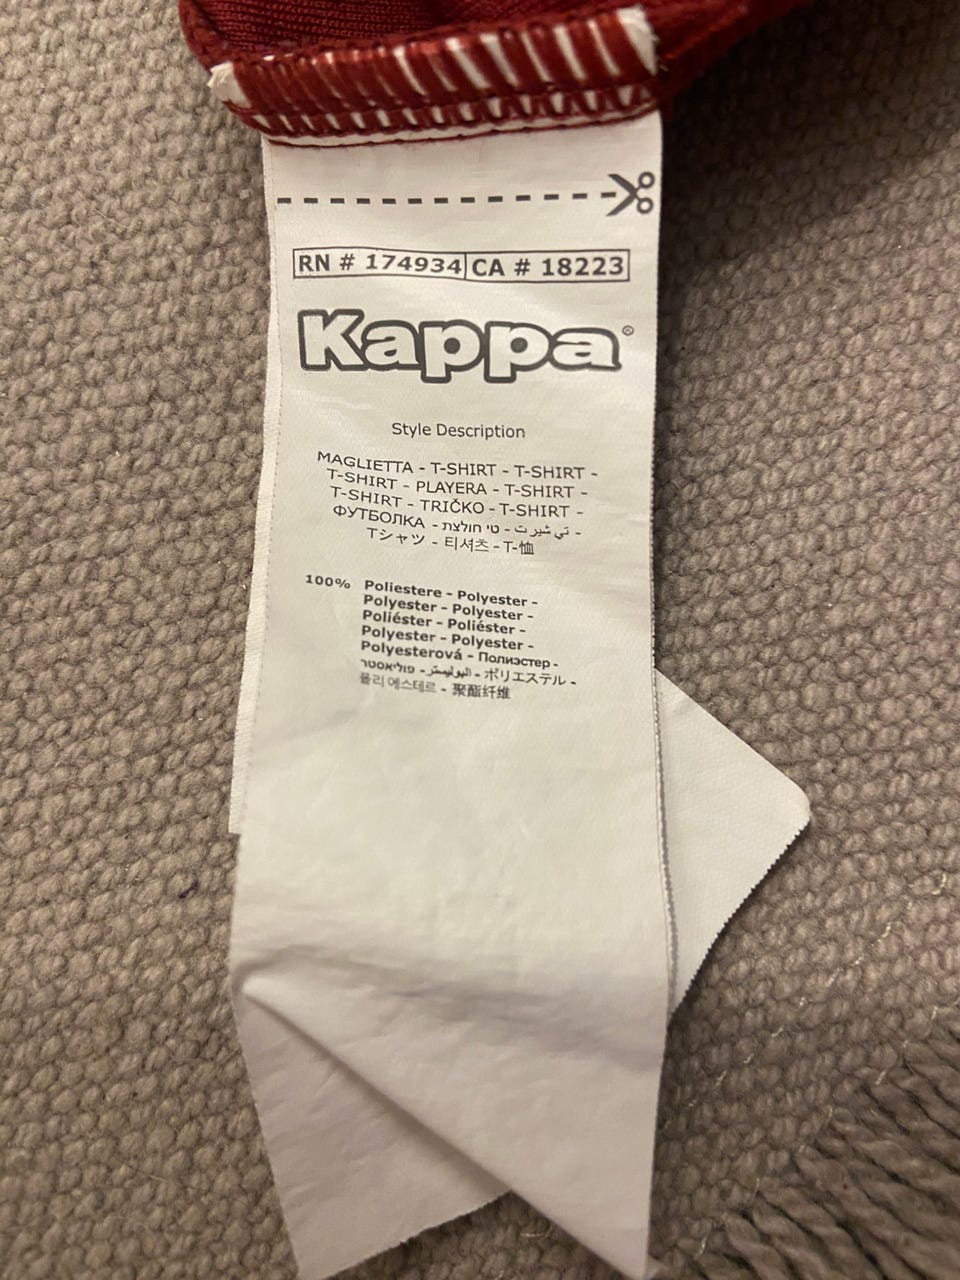 RN # 174934 CA # 18223
Kappa®
Style Description
MAGLIETTA - T-SHIRT - T-SHIRT -
T-SHIRT - PLAYERA - T-SHIRT -
T-SHIRT - TRIČKO - T-SHIRT -
ФУТБОЛКА - טי חולצת - تي شيرت -
Tシャツ - 티셔츠 - T-恤
100% Poliestere - Polyester -
Polyester - Polyester -
Poliéster - Poliéster -
Polyester - Polyester -
Polyesterová - Полиэстер -
פוליאסטר - البوليستر - ポリエステル -
폴리 에스테르 - 聚酯纤维